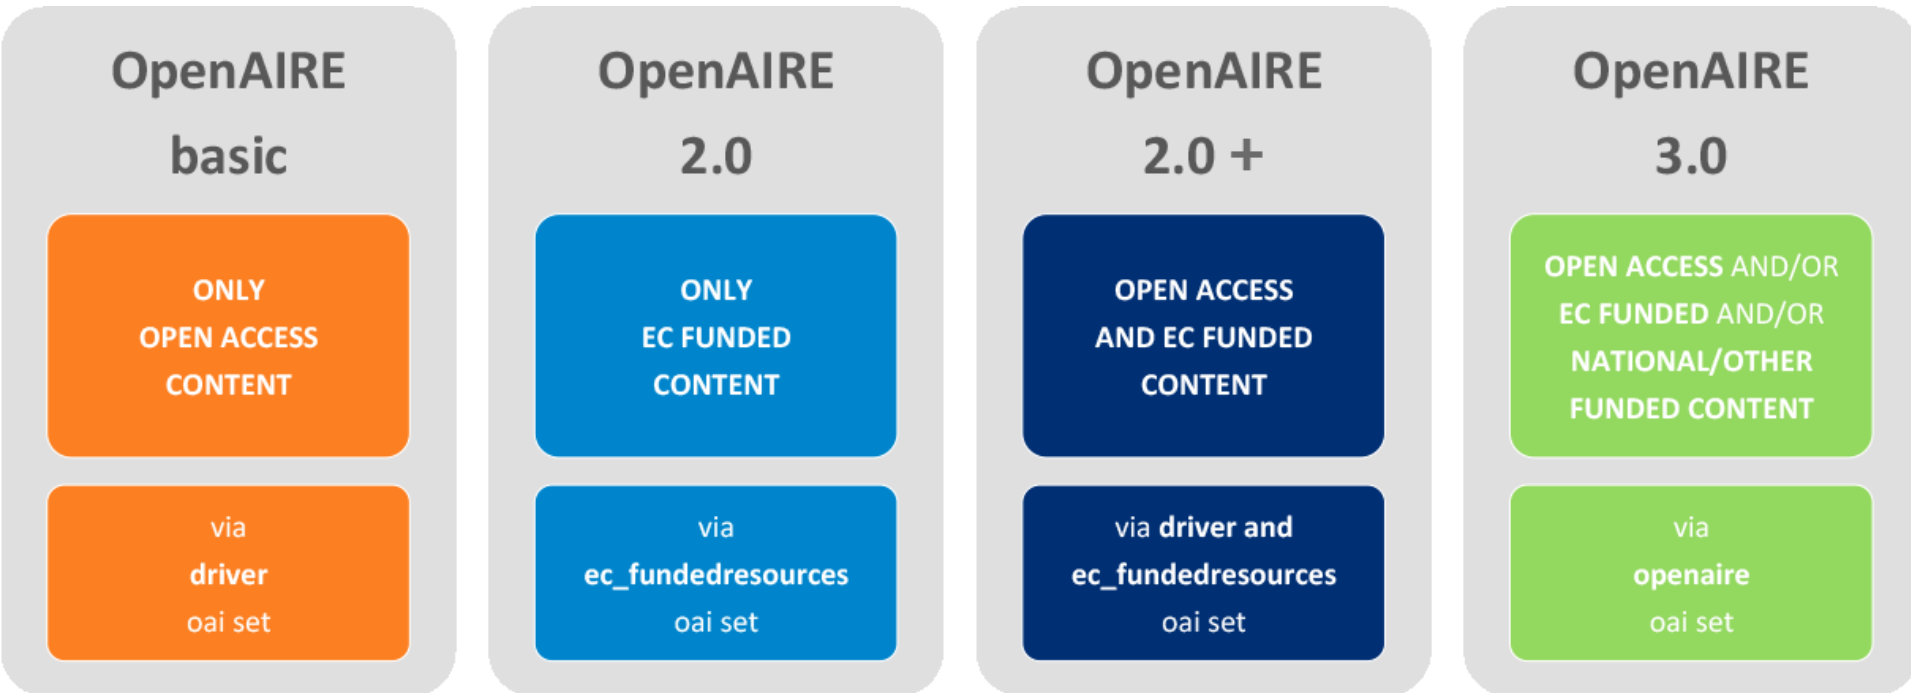 OpenAIRE
basic
ONLY
OPEN ACCESS
CONTENT
via
driver
oai set
OpenAIRE
2.0
ONLY
EC FUNDED
CONTENT
via
ec_fundedresources
oai set
OpenAIRE
2.0 +
OPEN ACCESS
AND EC FUNDED
CONTENT
via driver and
ec_fundedresources
oai set
OpenAIRE
3.0
OPEN ACCESS AND/OR
EC FUNDED AND/OR
NATIONAL/OTHER
FUNDED CONTENT
via
openaire
oai set